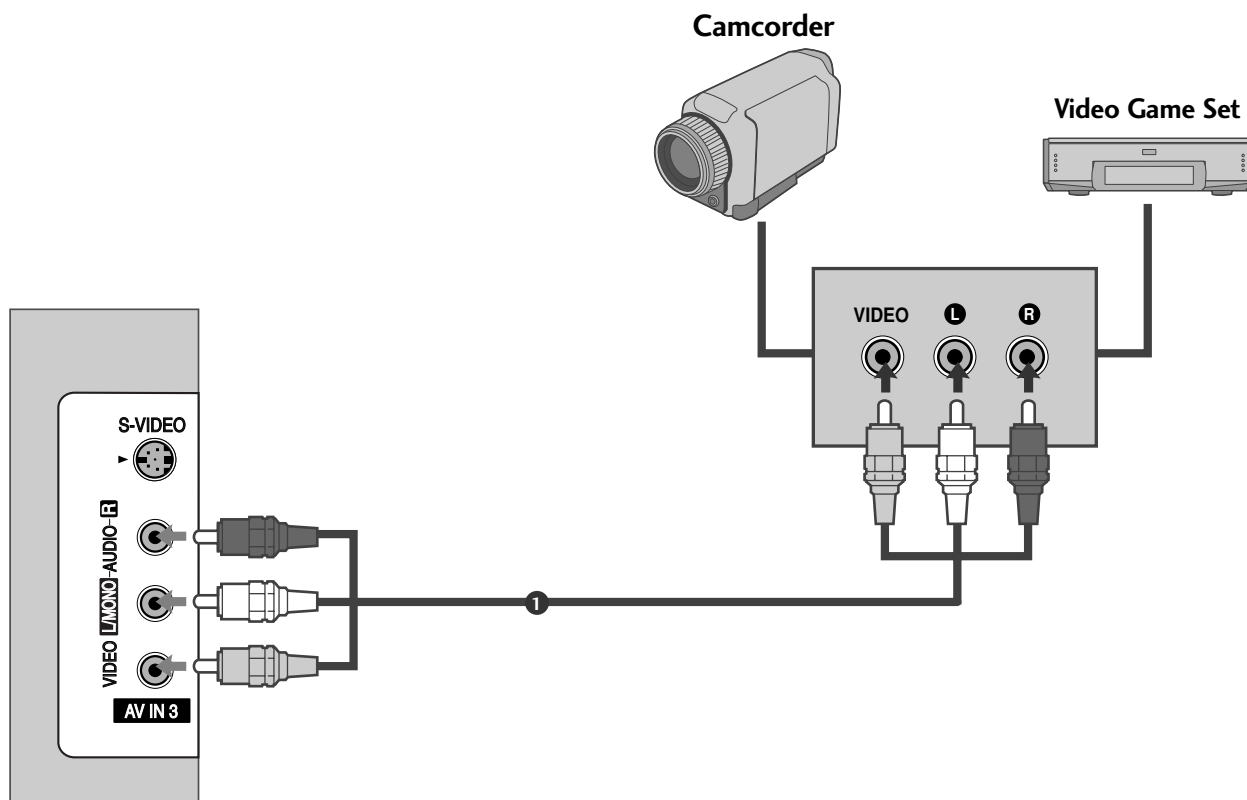 Camcorder
Video Game Set
VIDEO L R
S-VIDEO
VIDEO L/MONO-AUDIO-R
AV IN 3
1